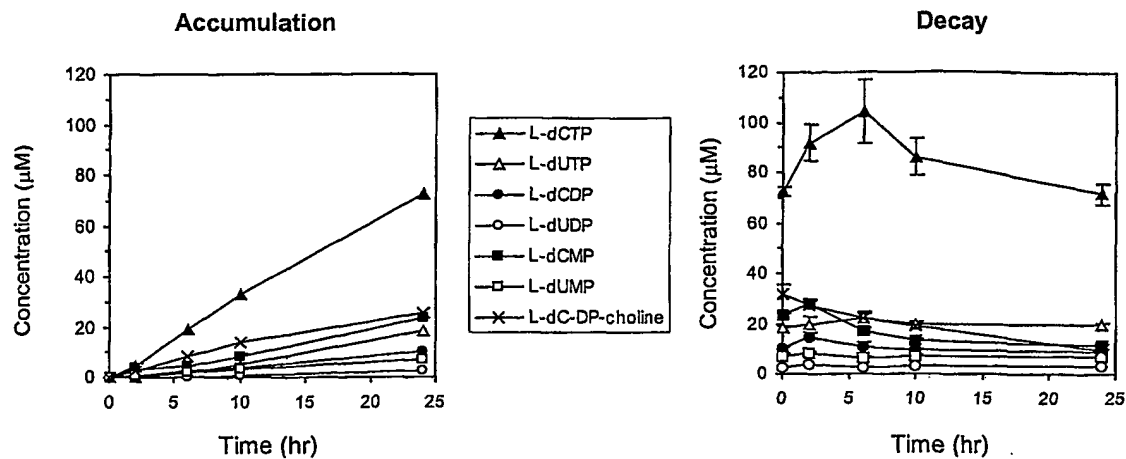 Accumulation
120
100
80
60
40
20
0
Concentration (µM)
0 5 10 15 20 25
Time (hr)
L-dCTP
L-dUTP
L-dCDP
L-dUDP
L-dCMP
L-dUMP
L-dC-DP-choline
Decay
120
100
80
60
40
20
0
Concentration (µM)
0 5 10 15 20 25
Time (hr)